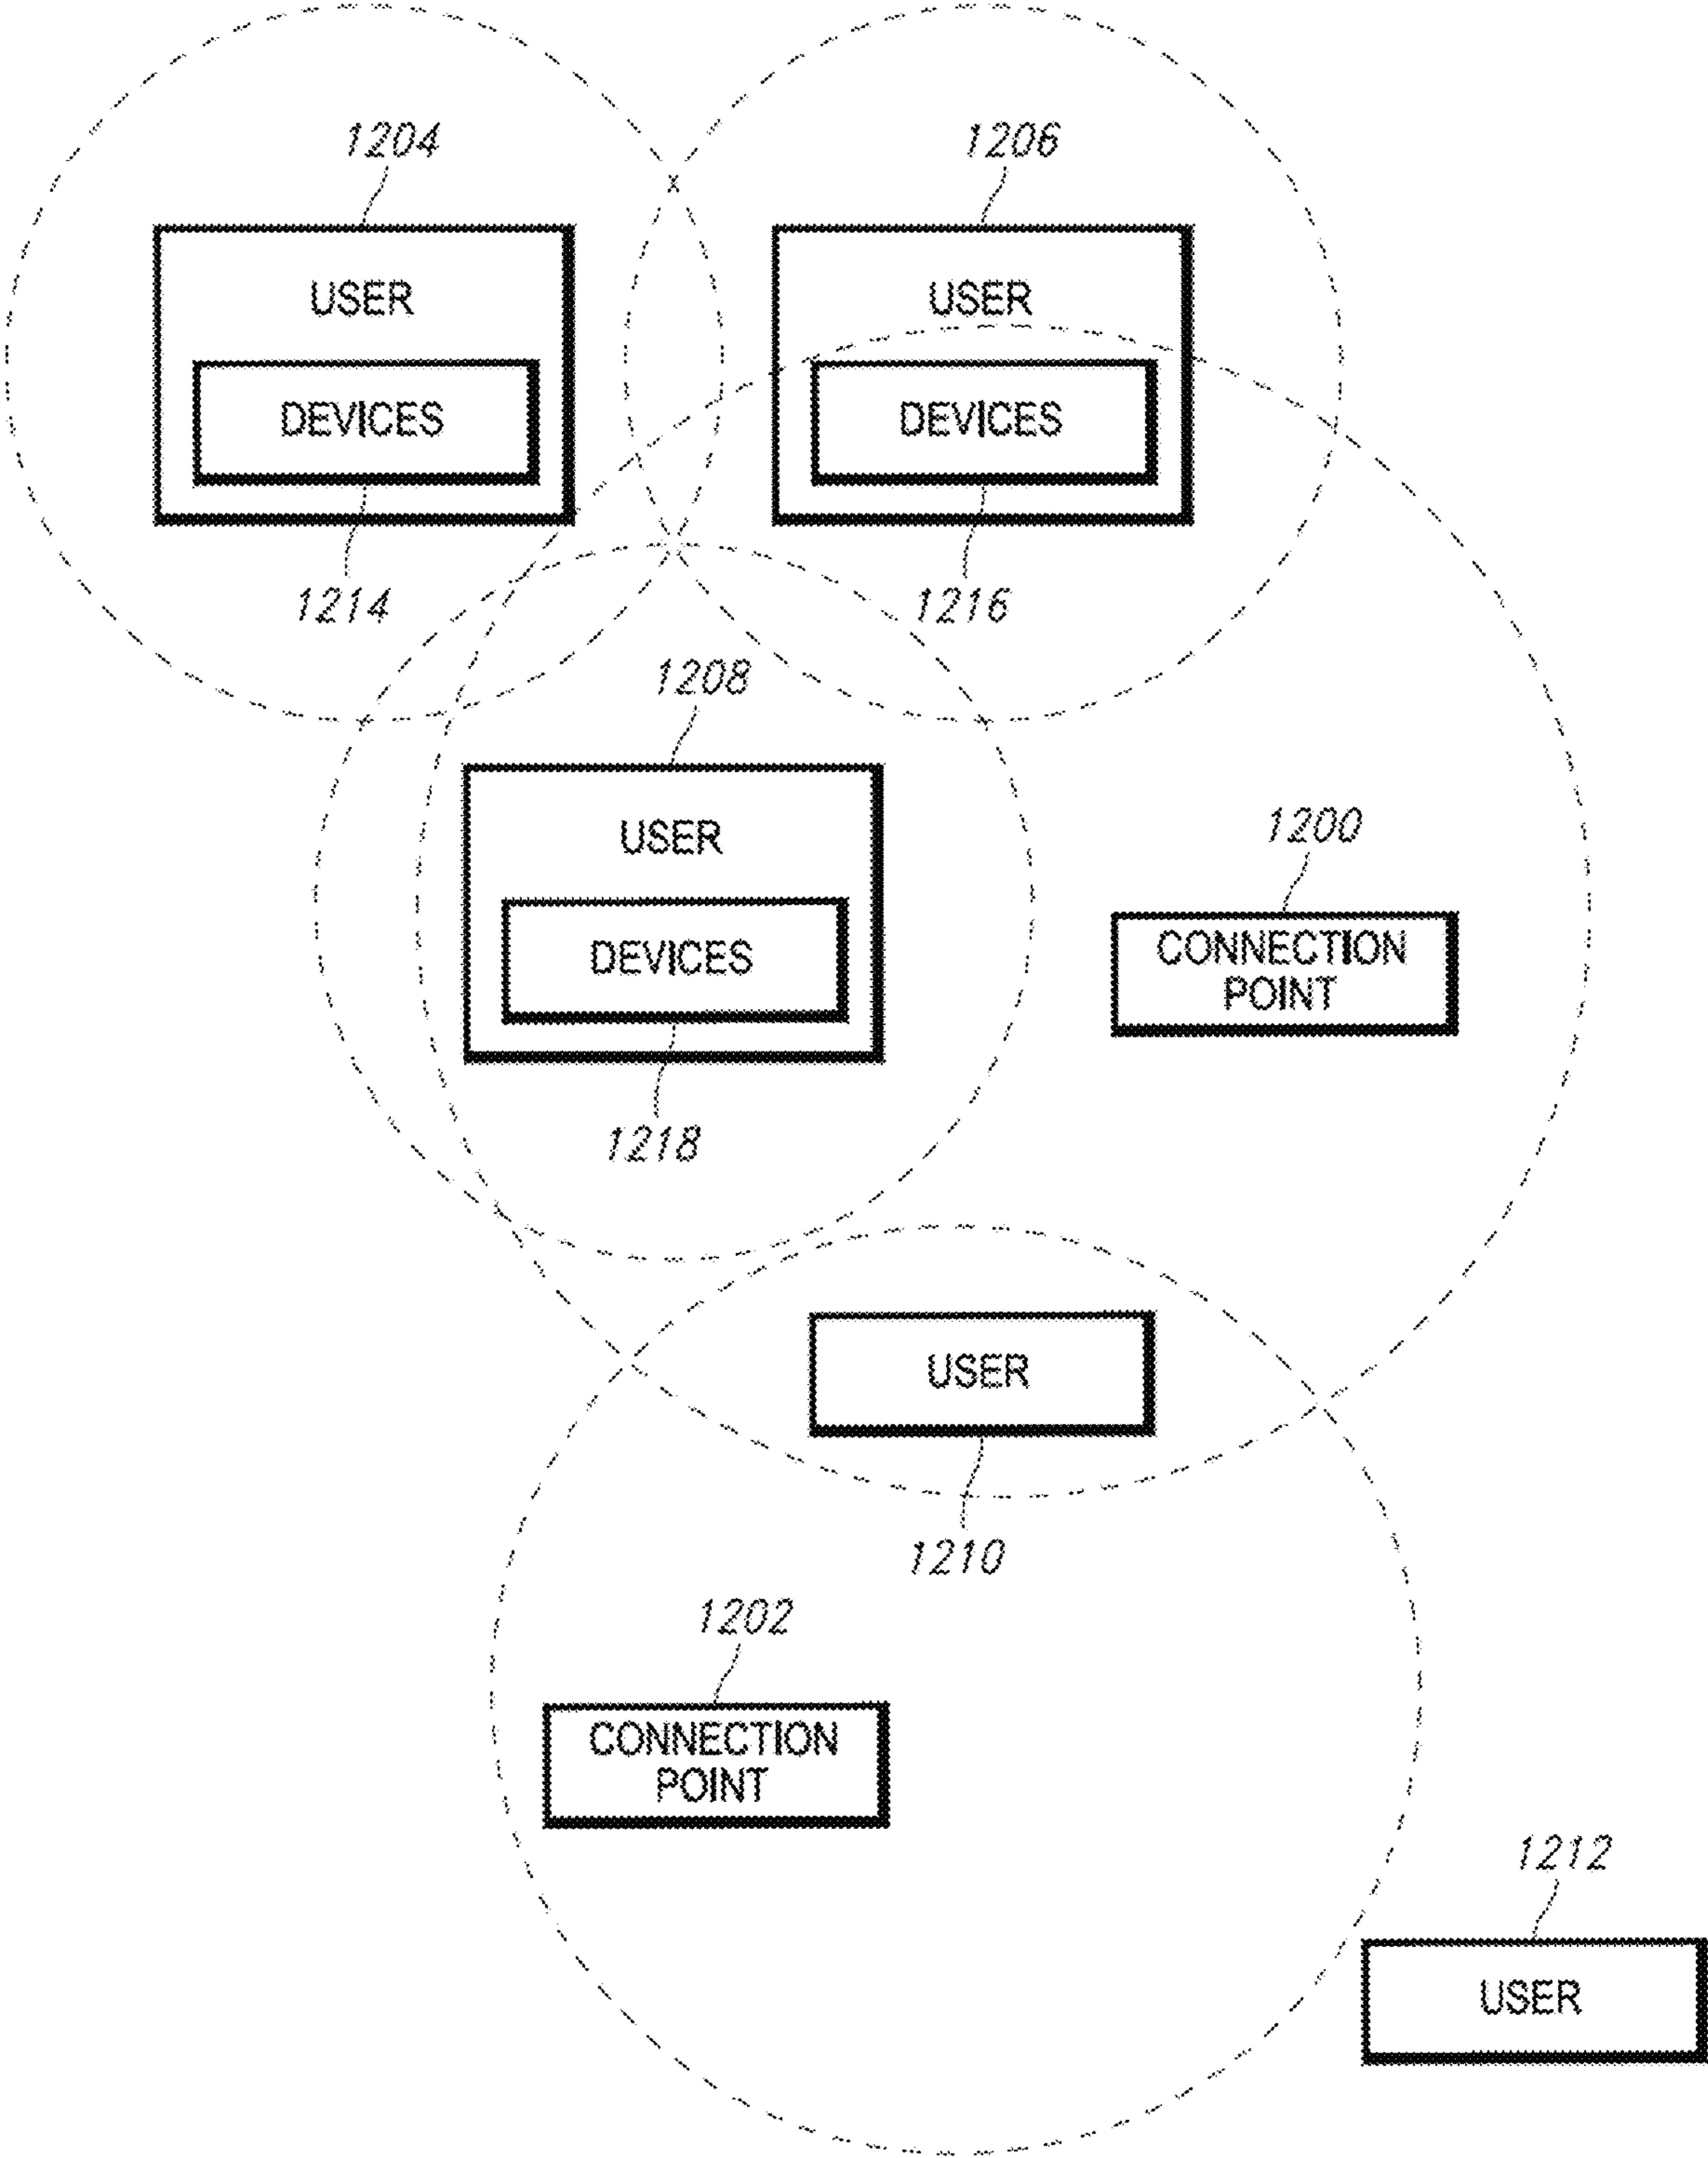 1204
1206
USER
USER
DEVICES
DEVICES
1214
1216
1208
USER
DEVICES
1218
1200
CONNECTION
POINT
USER
1210
1202
CONNECTION
POINT
1212
USER